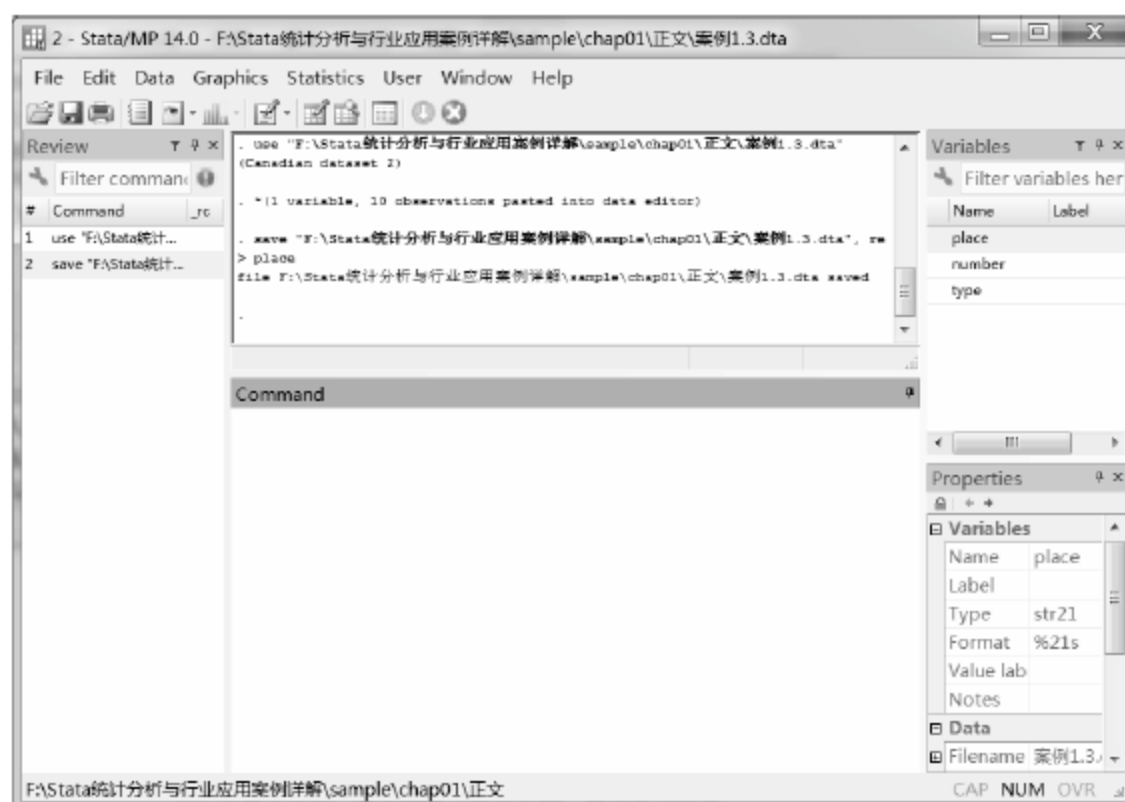 2 - Stata/MP 14.0 - F:\Stata统计分析与行业应用案例详解\sample\chap01\正文\案例1.3.dta
File Edit Data Graphics Statistics User Window Help
Review
Filter comman
# Command _rc
1 use "F:\Stata统计...
2 save "F:\Stata统计...
. use "F:\Stata统计分析与行业应用案例详解\sample\chap01\正文\案例1.3.dta"
(Canadian dataset 2)
. *(1 variable, 10 observations pasted into data editor)
. save "F:\Stata统计分析与行业应用案例详解\sample\chap01\正文\案例1.3.dta", re
> place
file F:\Stata统计分析与行业应用案例详解\sample\chap01\正文\案例1.3.dta saved
.
Command
Variables
Filter variables her
Name Label
place
number
type
Properties
Variables
Name place
Label
Type str21
Format %21s
Value lab
Notes
Data
Filename 案例1.3.
F:\Stata统计分析与行业应用案例详解\sample\chap01\正文
CAP NUM OVR